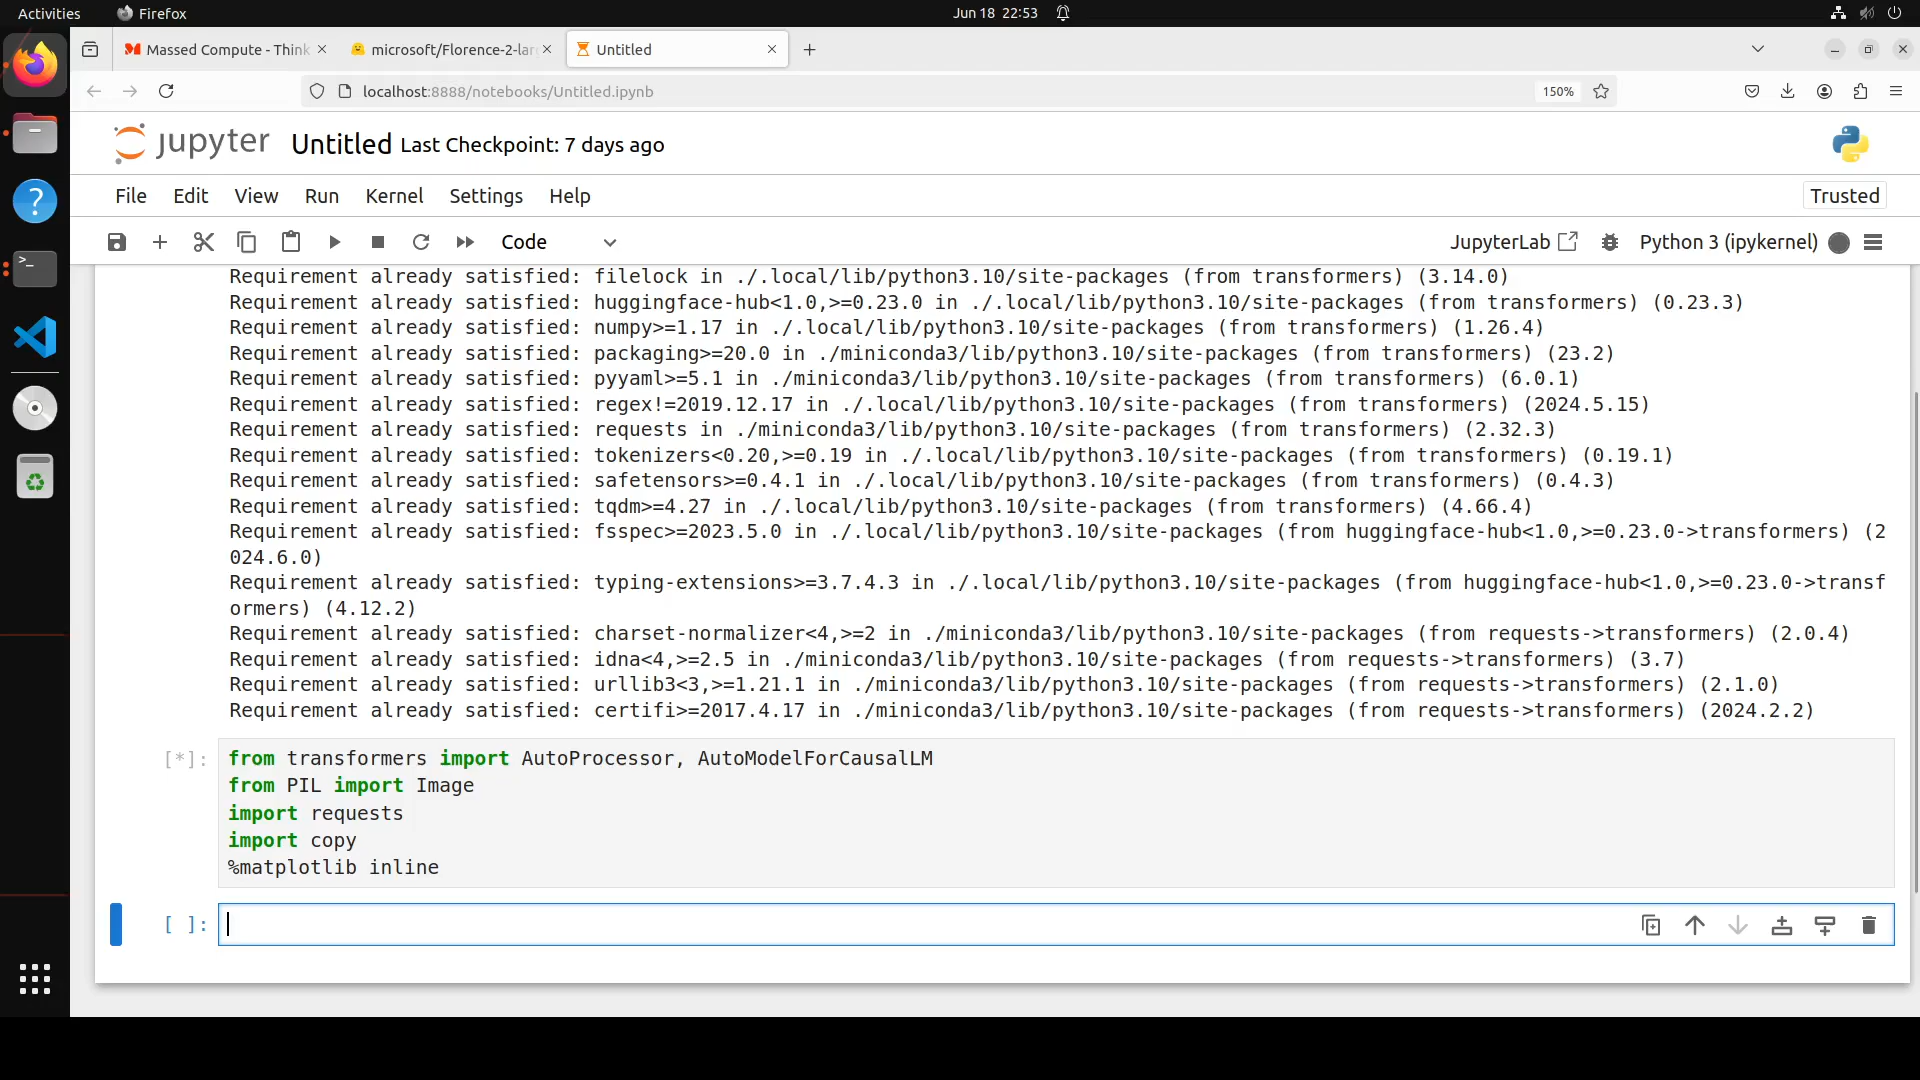 Activities
Firefox
Jun 18 22:53
Massed Compute - Think
microsoft/Florence-2-lar
Untitled
localhost:8888/notebooks/Untitled.ipynb
150%
jupyter
Untitled Last Checkpoint: 7 days ago
File Edit View Run Kernel Settings Help
Trusted
Code
JupyterLab
Python 3 (ipykernel)
Requirement already satisfied: filelock in ./.local/lib/python3.10/site-packages (from transformers) (3.14.0)
Requirement already satisfied: huggingface-hub<1.0,>=0.23.0 in ./.local/lib/python3.10/site-packages (from transformers) (0.23.3)
Requirement already satisfied: numpy>=1.17 in ./.local/lib/python3.10/site-packages (from transformers) (1.26.4)
Requirement already satisfied: packaging>=20.0 in ./miniconda3/lib/python3.10/site-packages (from transformers) (23.2)
Requirement already satisfied: pyyaml>=5.1 in ./miniconda3/lib/python3.10/site-packages (from transformers) (6.0.1)
Requirement already satisfied: regex!=2019.12.17 in ./.local/lib/python3.10/site-packages (from transformers) (2024.5.15)
Requirement already satisfied: requests in ./miniconda3/lib/python3.10/site-packages (from transformers) (2.32.3)
Requirement already satisfied: tokenizers<0.20,>=0.19 in ./.local/lib/python3.10/site-packages (from transformers) (0.19.1)
Requirement already satisfied: safetensors>=0.4.1 in ./.local/lib/python3.10/site-packages (from transformers) (0.4.3)
Requirement already satisfied: tqdm>=4.27 in ./.local/lib/python3.10/site-packages (from transformers) (4.66.4)
Requirement already satisfied: fsspec>=2023.5.0 in ./.local/lib/python3.10/site-packages (from huggingface-hub<1.0,>=0.23.0->transformers) (2
024.6.0)
Requirement already satisfied: typing-extensions>=3.7.4.3 in ./.local/lib/python3.10/site-packages (from huggingface-hub<1.0,>=0.23.0->transf
ormers) (4.12.2)
Requirement already satisfied: charset-normalizer<4,>=2 in ./miniconda3/lib/python3.10/site-packages (from requests->transformers) (2.0.4)
Requirement already satisfied: idna<4,>=2.5 in ./miniconda3/lib/python3.10/site-packages (from requests->transformers) (3.7)
Requirement already satisfied: urllib3<3,>=1.21.1 in ./miniconda3/lib/python3.10/site-packages (from requests->transformers) (2.1.0)
Requirement already satisfied: certifi>=2017.4.17 in ./miniconda3/lib/python3.10/site-packages (from requests->transformers) (2024.2.2)
[*]: from transformers import AutoProcessor, AutoModelForCausalLM
from PIL import Image
import requests
import copy
%matplotlib inline
[ ]: